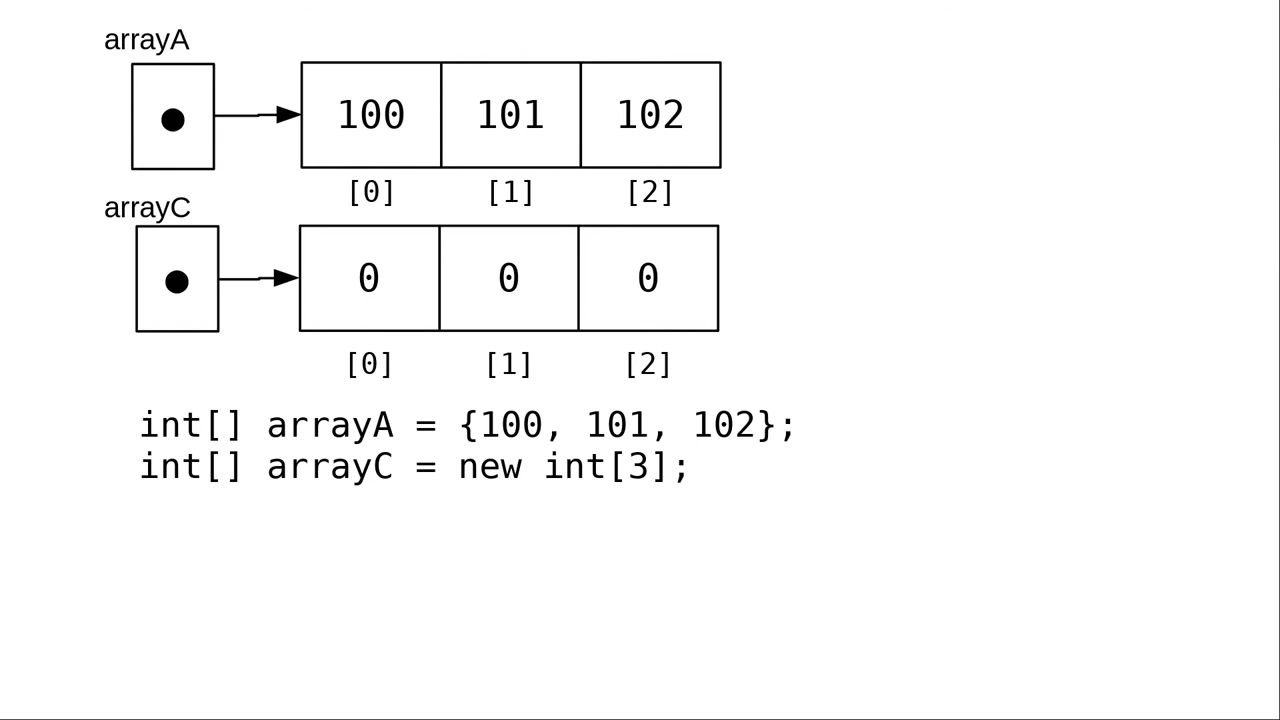 arrayA
100 101 102
[0] [1] [2]
arrayC
0 0 0
[0] [1] [2]
int[] arrayA = {100, 101, 102};
int[] arrayC = new int[3];